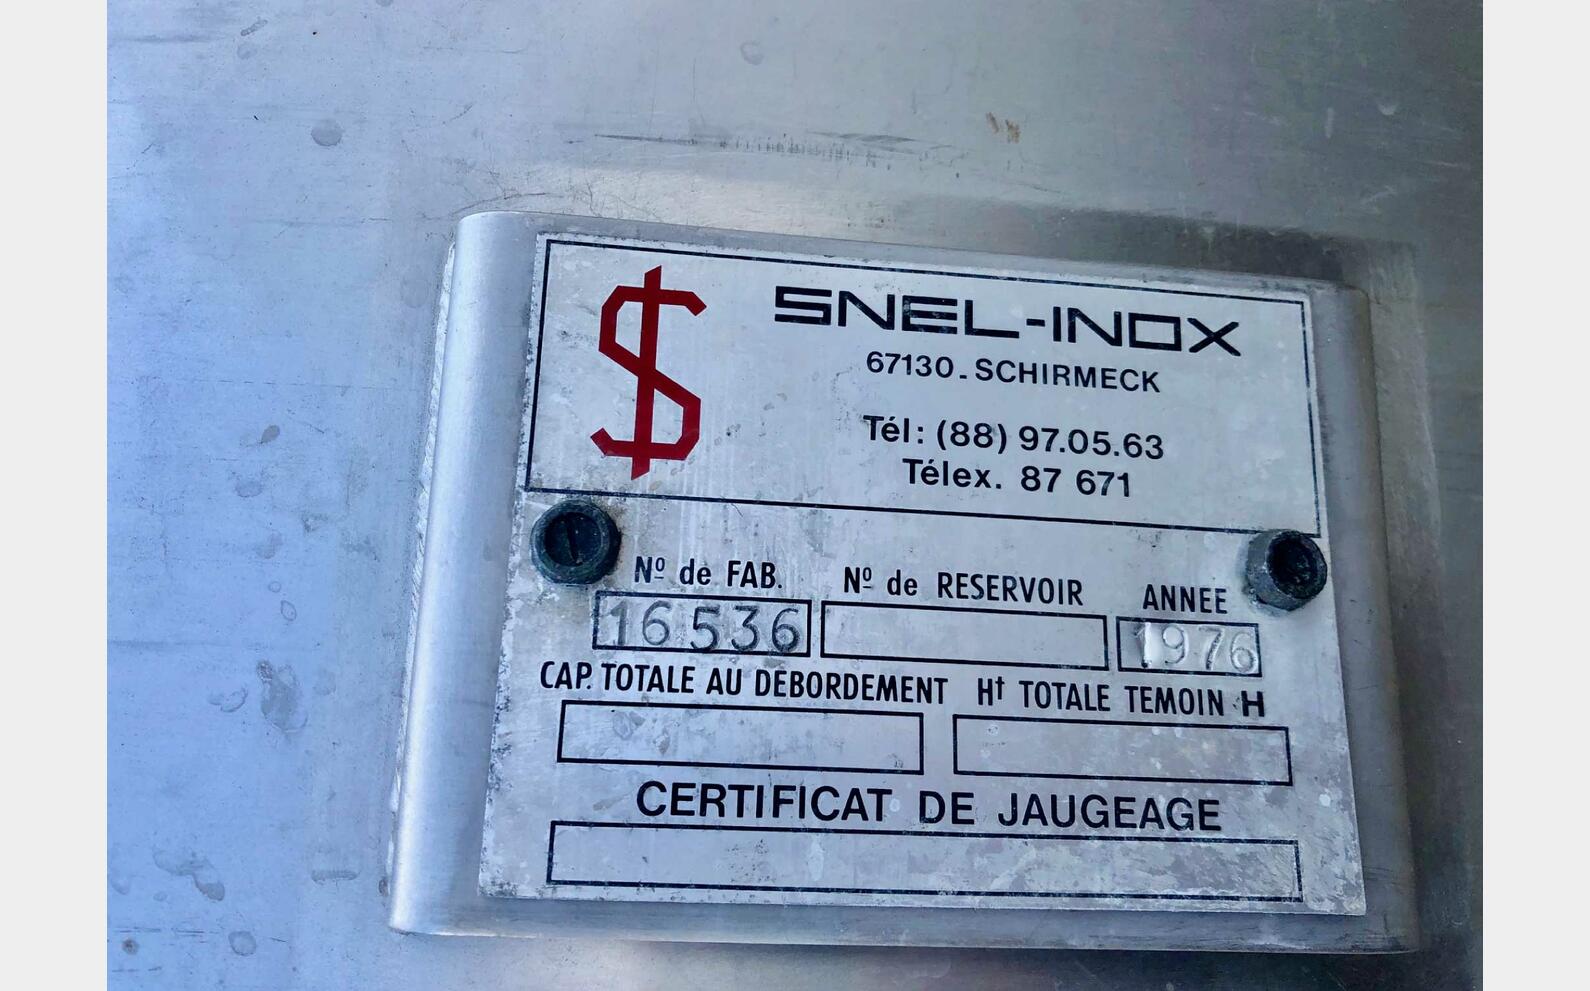 SNEL-INOX
67130-SCHIRMECK
Tél: (88) 97.05.63
Télex. 87 671
Nº de FAB. Nº de RESERVOIR ANNEE
16536 1976
CAP. TOTALE AU DEBORDEMENT Ht TOTALE TEMOIN H
CERTIFICAT DE JAUGEAGE